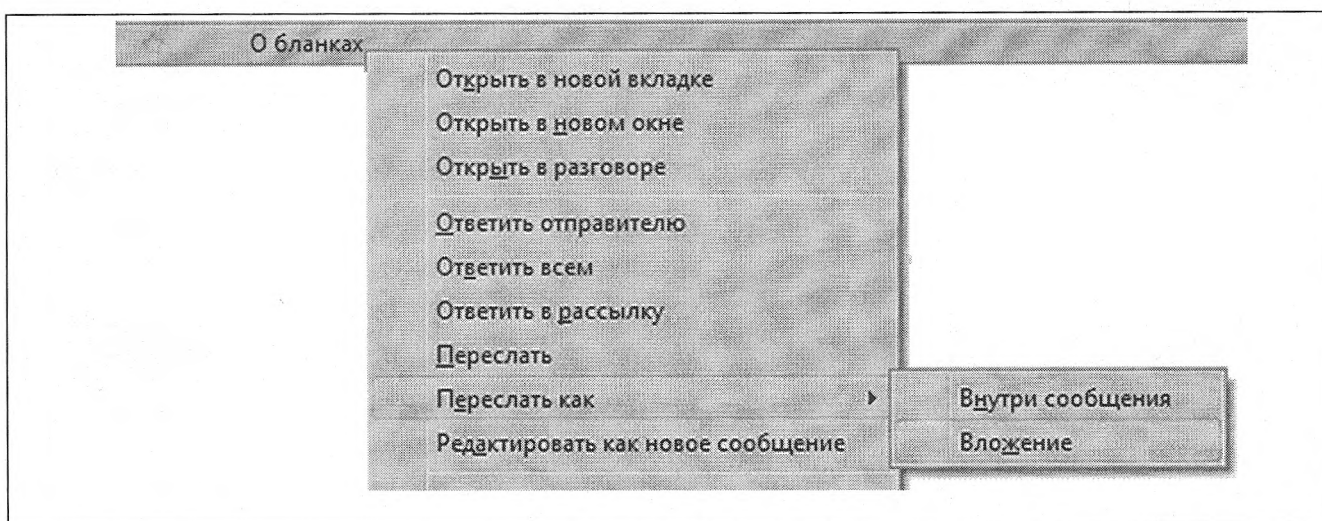 О бланках
Открыть в новой вкладке
Открыть в новом окне
Открыть в разговоре
Ответить отправителю
Ответить всем
Ответить в рассылку
Переслать
Переслать как
Внутри сообщения
Редактировать как новое сообщение
Вложение